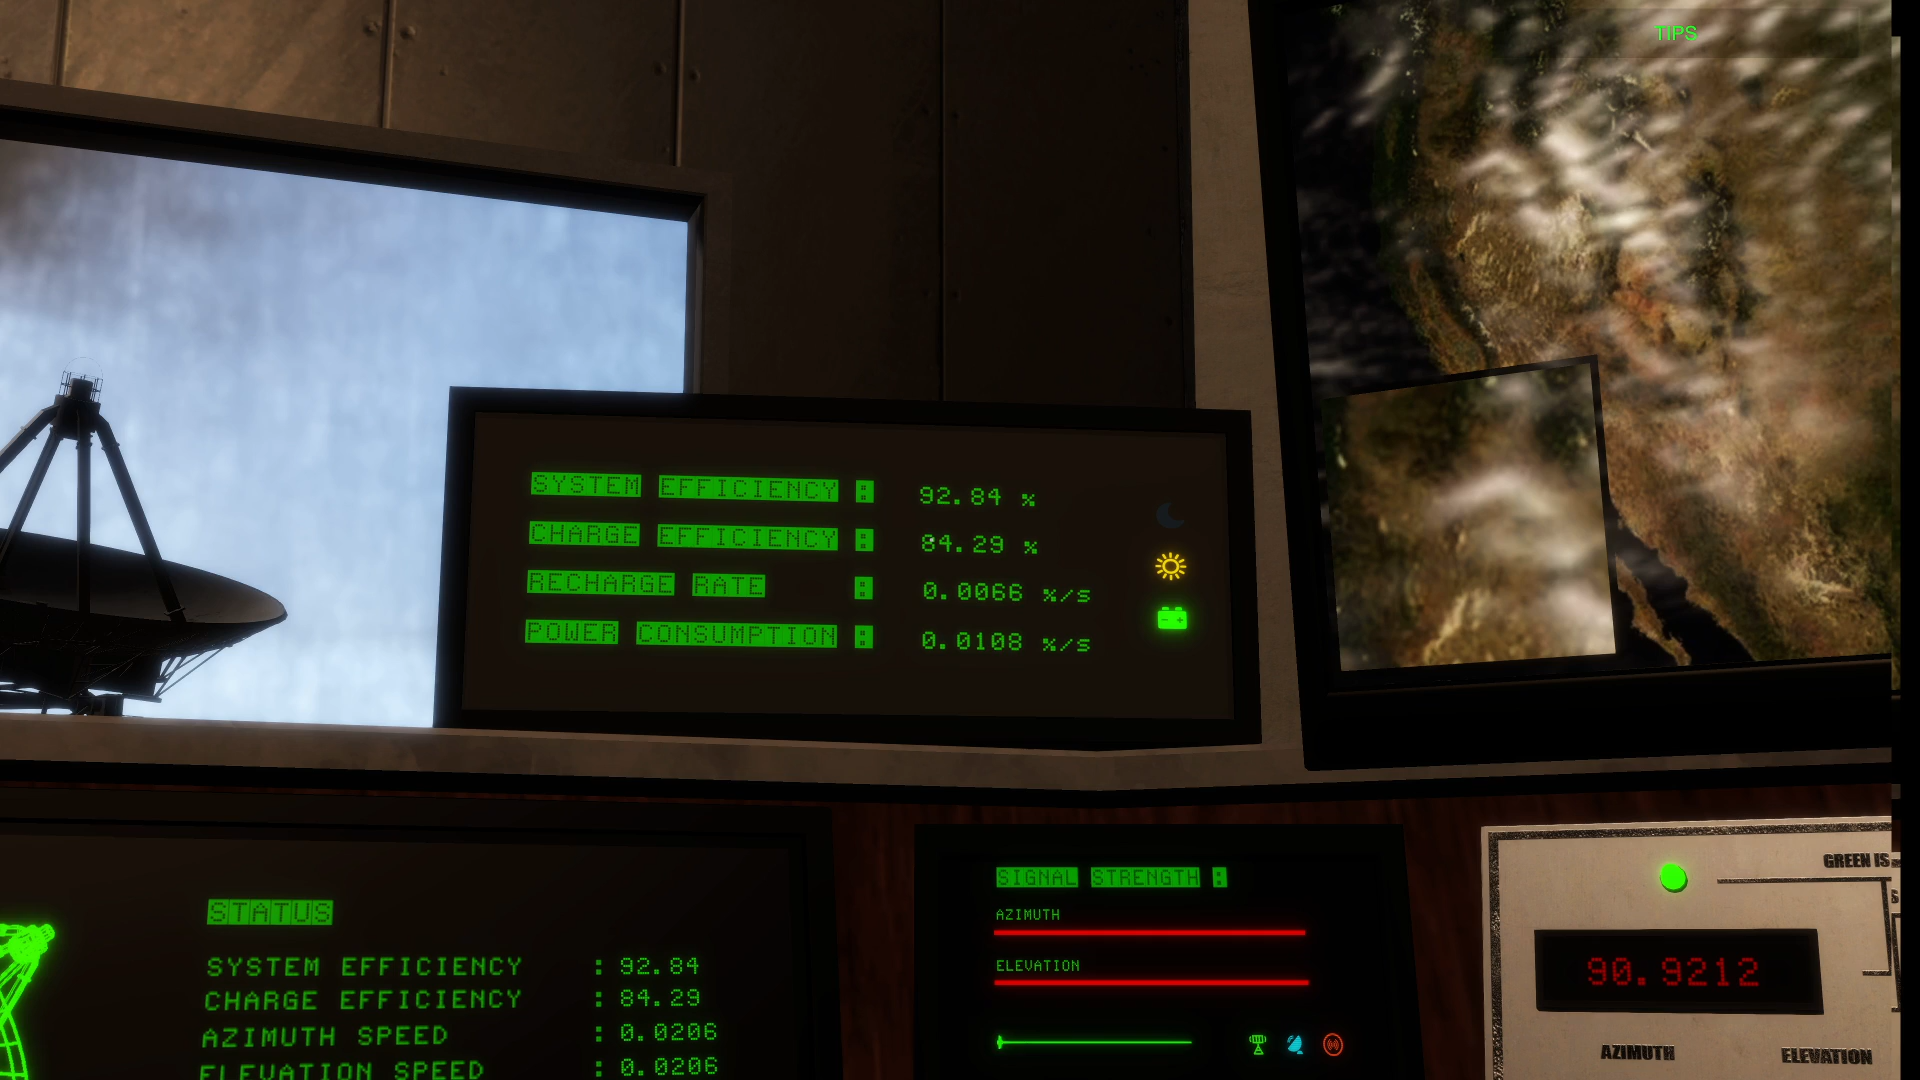 TIPS
SYSTEM EFFICIENCY : 92.84 %
CHARGE EFFICIENCY : 84.29 %
RECHARGE RATE : 0.0066 %/s
POWER CONSUMPTION : 0.0108 %/s
STATUS
SYSTEM EFFICIENCY : 92.84
CHARGE EFFICIENCY : 84.29
AZIMUTH SPEED : 0.0206
ELEVATION SPEED : 0.0206
SIGNAL STRENGTH :
AZIMUTH
ELEVATION
GREEN IS
90.9212
AZIMUTH
ELEVATION